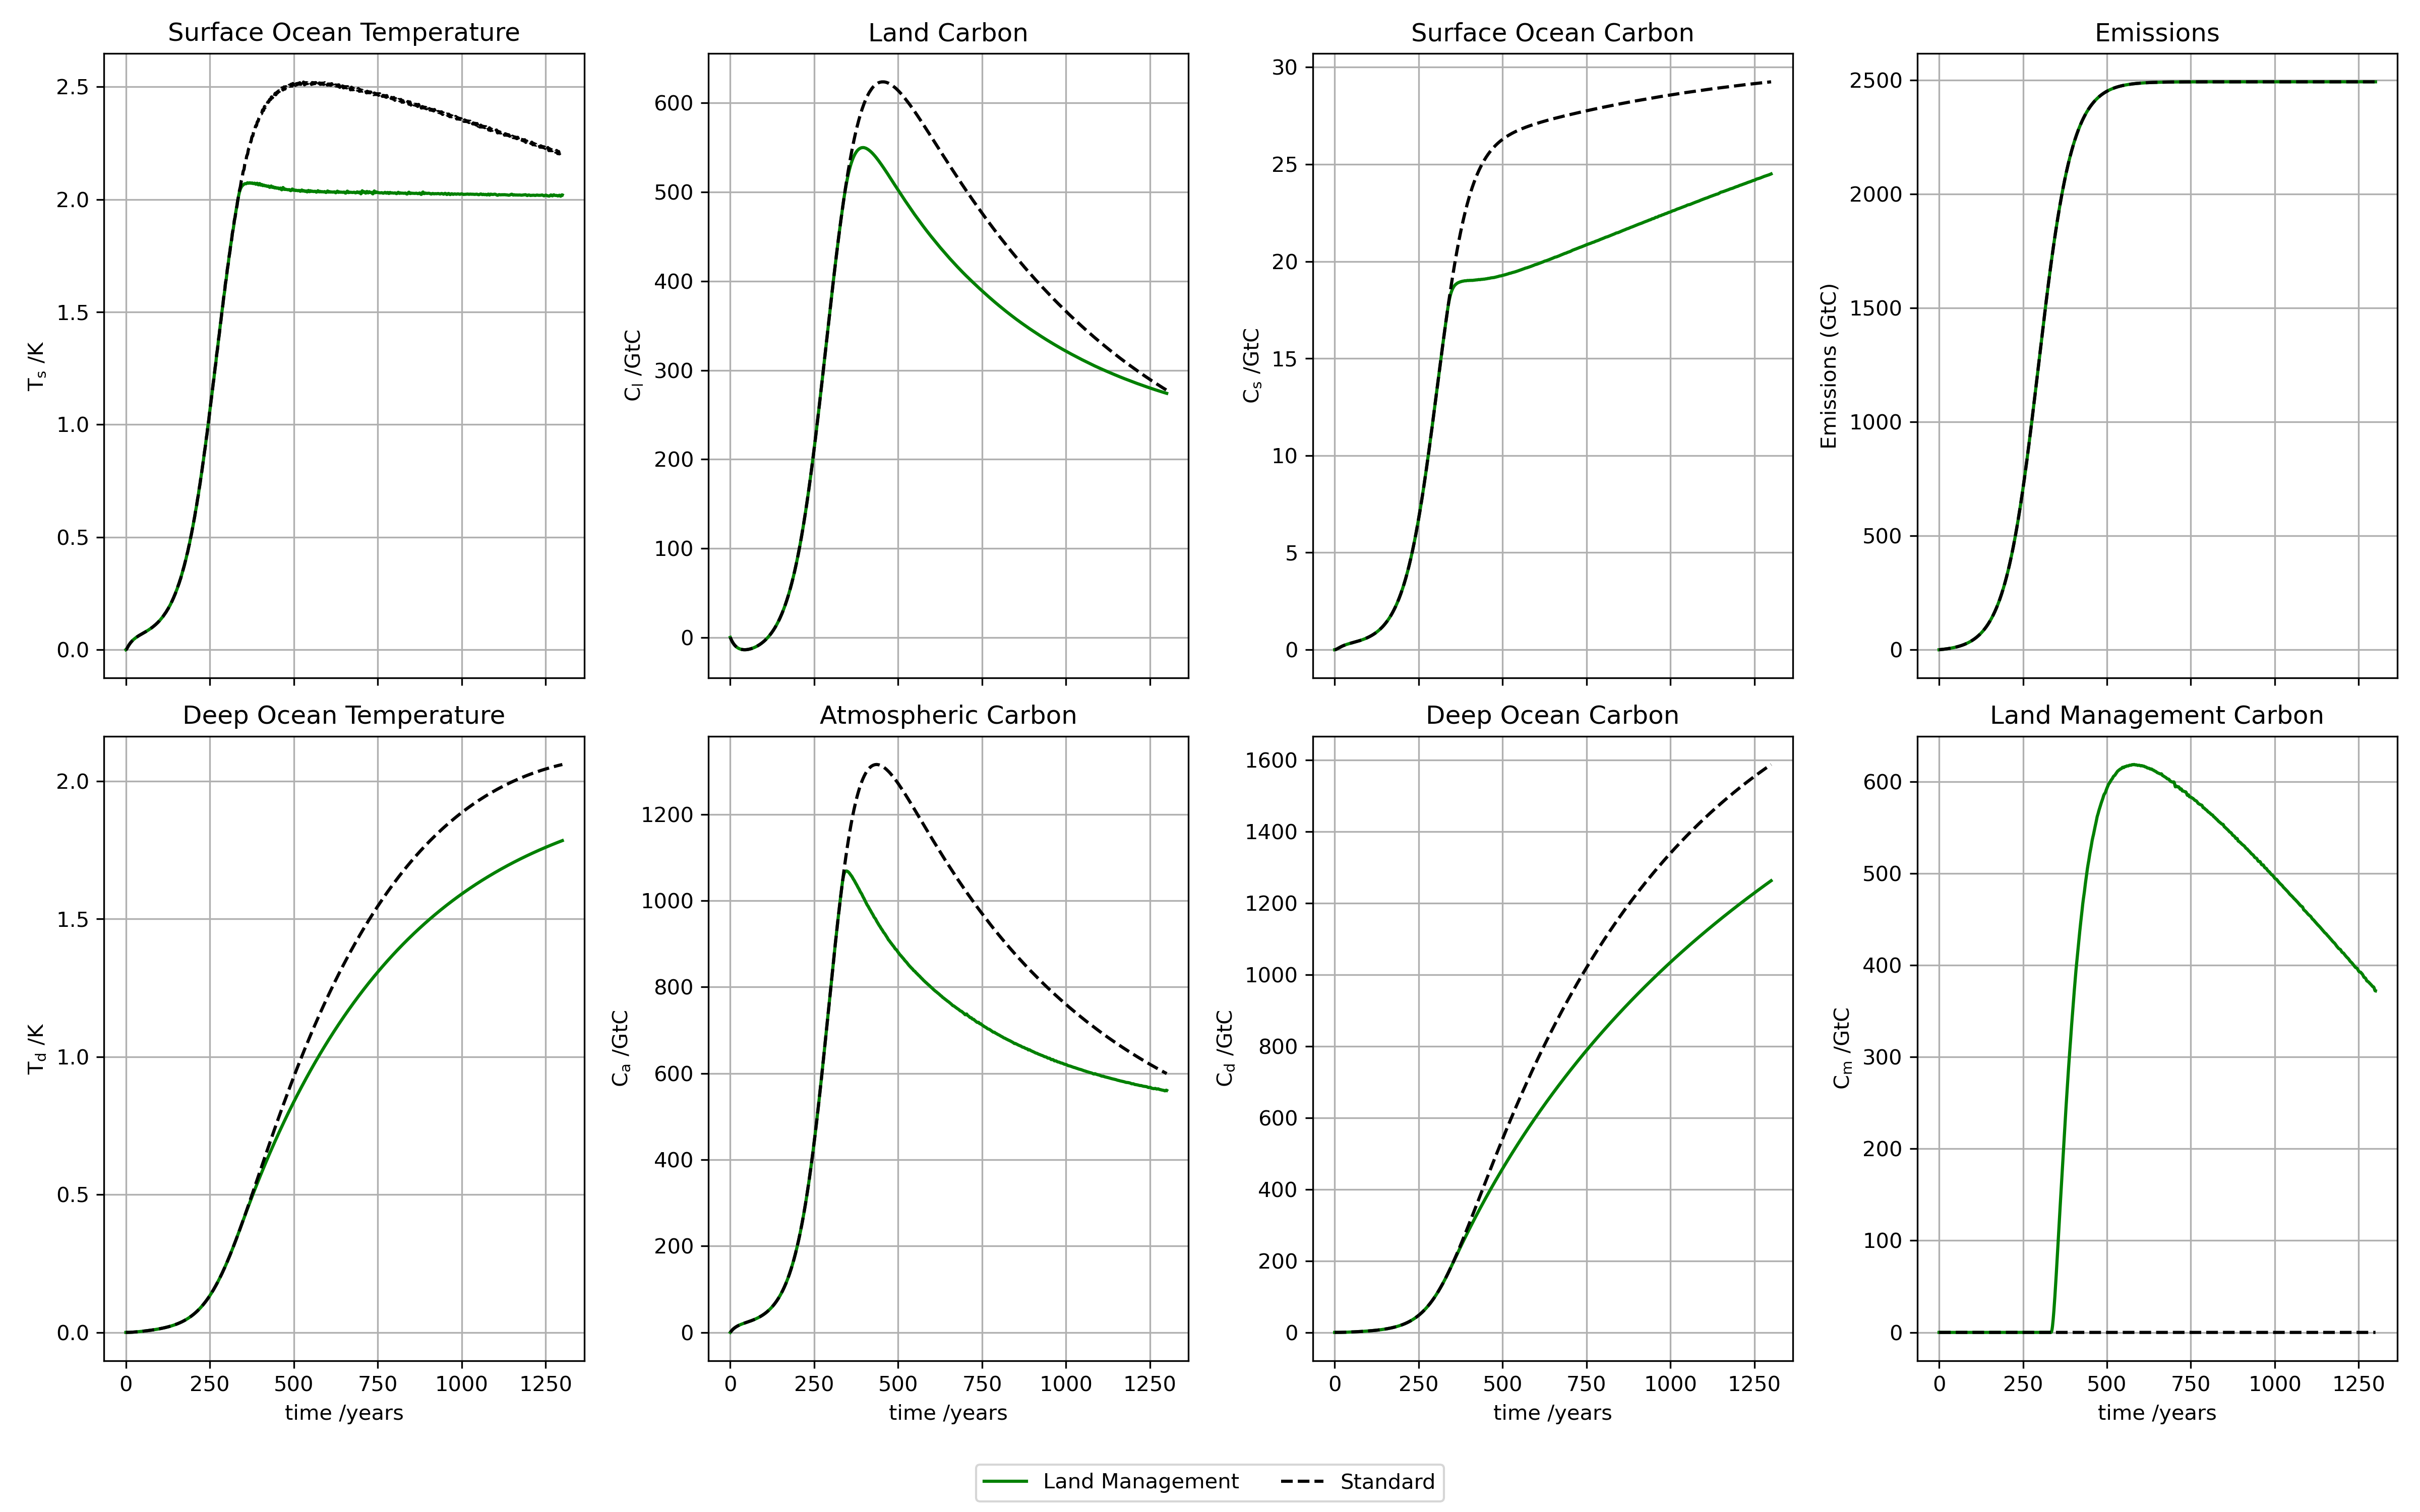 Surface Ocean Temperature
2.5
2.0
1.5
1.0
0.5
0.0
Ts /K
Land Carbon
600
500
400
300
200
100
0
Cl /GtC
Surface Ocean Carbon
30
25
20
15
10
5
0
Cs /GtC
Emissions
2500
2000
1500
1000
500
0
Emissions (GtC)
Deep Ocean Temperature
2.0
1.5
1.0
0.5
0.0
Td /K
0 250 500 750 1000 1250
time /years
Atmospheric Carbon
1200
1000
800
600
400
200
0
Ca /GtC
0 250 500 750 1000 1250
time /years
Deep Ocean Carbon
1600
1400
1200
1000
800
600
400
200
0
Cd /GtC
0 250 500 750 1000 1250
time /years
Land Management Carbon
600
500
400
300
200
100
0
Cm /GtC
0 250 500 750 1000 1250
time /years
Land Management Standard